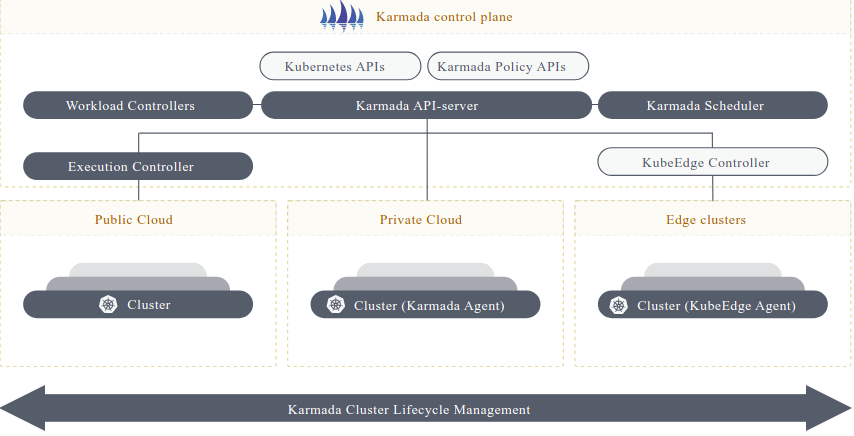 Karmada control plane
Kubernetes APIs
Karmada Policy APIs
Workload Controllers
Karmada API-server
Karmada Scheduler
Execution Controller
KubeEdge Controller
Public Cloud
Private Cloud
Edge clusters
Cluster
Cluster (Karmada Agent)
Cluster (KubeEdge Agent)
Karmada Cluster Lifecycle Management